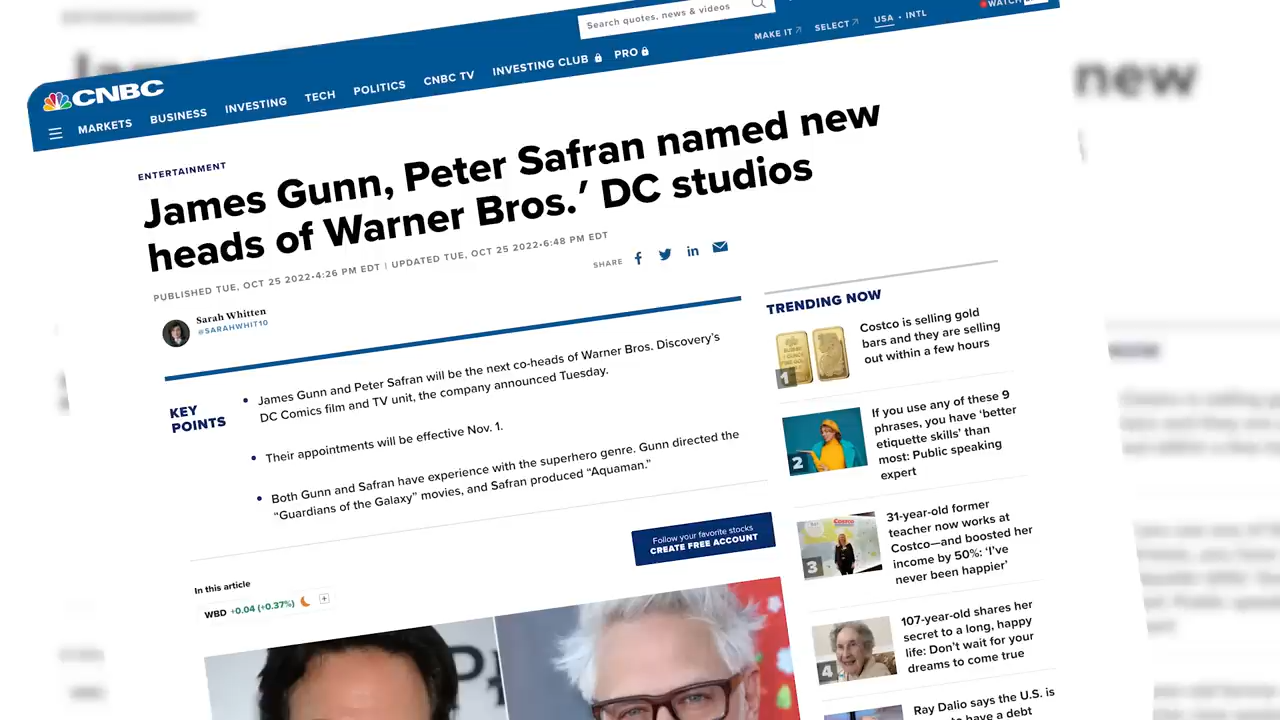 Search quotes, news & videos
WATCH
MAKE IT
SELECT
USA • INTL
CNBC
MARKETS
BUSINESS
INVESTING
TECH
POLITICS
CNBC TV
INVESTING CLUB
PRO
new
ENTERTAINMENT
James Gunn, Peter Safran named new
heads of Warner Bros.’ DC studios
PUBLISHED TUE, OCT 25 2022•4:26 PM EDT | UPDATED TUE, OCT 25 2022•6:48 PM EDT
Sarah Whitten
@SARAHWHIT10
SHARE
KEY
POINTS
• James Gunn and Peter Safran will be the next co-heads of Warner Bros. Discovery’s
DC Comics film and TV unit, the company announced Tuesday.
• Their appointments will be effective Nov. 1.
• Both Gunn and Safran have experience with the superhero genre. Gunn directed the
“Guardians of the Galaxy” movies, and Safran produced “Aquaman.”
Follow your favorite stocks
CREATE FREE ACCOUNT
In this article
WBD +0.04 (+0.37%)
TRENDING NOW
1
Costco is selling gold
bars and they are selling
out within a few hours
2
If you use any of these 9
phrases, you have ‘better
etiquette skills’ than
most: Public speaking
expert
3
31-year-old former
teacher now works at
Costco—and boosted her
income by 50%: ‘I’ve
never been happier’
4
107-year-old shares her
secret to a long, happy
life: Don’t wait for your
dreams to come true
Ray Dalio says the U.S. is
to have a debt